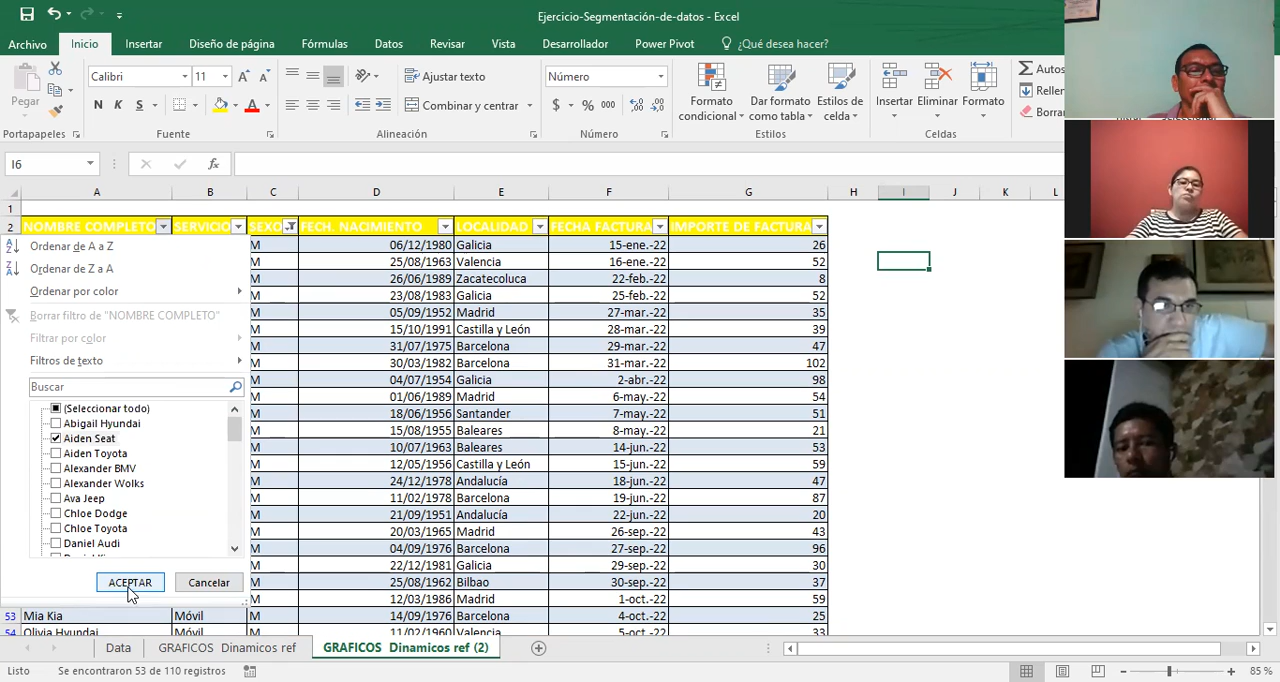 Ejercicio-Segmentación-de-datos - Excel
Archivo Inicio Insertar Diseño de página Fórmulas Datos Revisar Vista Desarrollador Power Pivot ¿Qué desea hacer?
Pegar
Calibri 11
N K S
Ajustar texto
Combinar y centrar
Número
$ % 000
Formato condicional
Dar formato como tabla
Estilos de celda
Insertar Eliminar Formato
Autos
Rellen
Borrar
Portapapeles Fuente Alineación Número Estilos Celdas
I6 fx
A B C D E F G H I J K L
1
2 NOMBRE COMPLETO SERVICIO SEXO FECH. NACIMIENTO LOCALIDAD FECHA FACTURA IMPORTE DE FACTURA
M 06/12/1980 Galicia 15-ene.-22 26
M 25/08/1963 Valencia 16-ene.-22 52
M 26/06/1989 Zacatecoluca 22-feb.-22 8
M 23/08/1983 Galicia 25-feb.-22 52
M 05/09/1952 Madrid 27-mar.-22 35
M 15/10/1991 Castilla y León 28-mar.-22 39
M 31/07/1975 Barcelona 29-mar.-22 47
M 30/03/1982 Barcelona 31-mar.-22 102
M 04/07/1954 Galicia 2-abr.-22 98
M 01/06/1989 Madrid 6-may.-22 54
M 18/06/1956 Santander 7-may.-22 51
M 15/08/1955 Baleares 8-may.-22 21
M 10/07/1963 Baleares 14-jun.-22 53
M 12/05/1956 Castilla y León 15-jun.-22 59
M 24/12/1978 Andalucía 18-jun.-22 47
M 11/02/1978 Barcelona 19-jun.-22 87
M 21/09/1951 Andalucía 22-jun.-22 20
M 20/03/1965 Madrid 26-sep.-22 43
M 04/09/1976 Barcelona 27-sep.-22 96
M 22/12/1981 Galicia 29-sep.-22 30
M 25/08/1962 Bilbao 30-sep.-22 37
M 12/03/1986 Madrid 1-oct.-22 59
53 Mia Kia Móvil M 14/09/1976 Barcelona 4-oct.-22 25
54 Olivia Hyundai Móvil M 11/02/1960 Valencia 5-oct.-22 33
Ordenar de A a Z
Ordenar de Z a A
Ordenar por color
Borrar filtro de "NOMBRE COMPLETO"
Filtrar por color
Filtros de texto
Buscar
(Seleccionar todo)
Abigail Hyundai
Aiden Seat
Aiden Toyota
Alexander BMV
Alexander Wolks
Ava Jeep
Chloe Dodge
Chloe Toyota
Daniel Audi
ACEPTAR Cancelar
Data GRAFICOS Dinamicos ref GRAFICOS Dinamicos ref (2)
Listo Se encontraron 53 de 110 registros 85 %